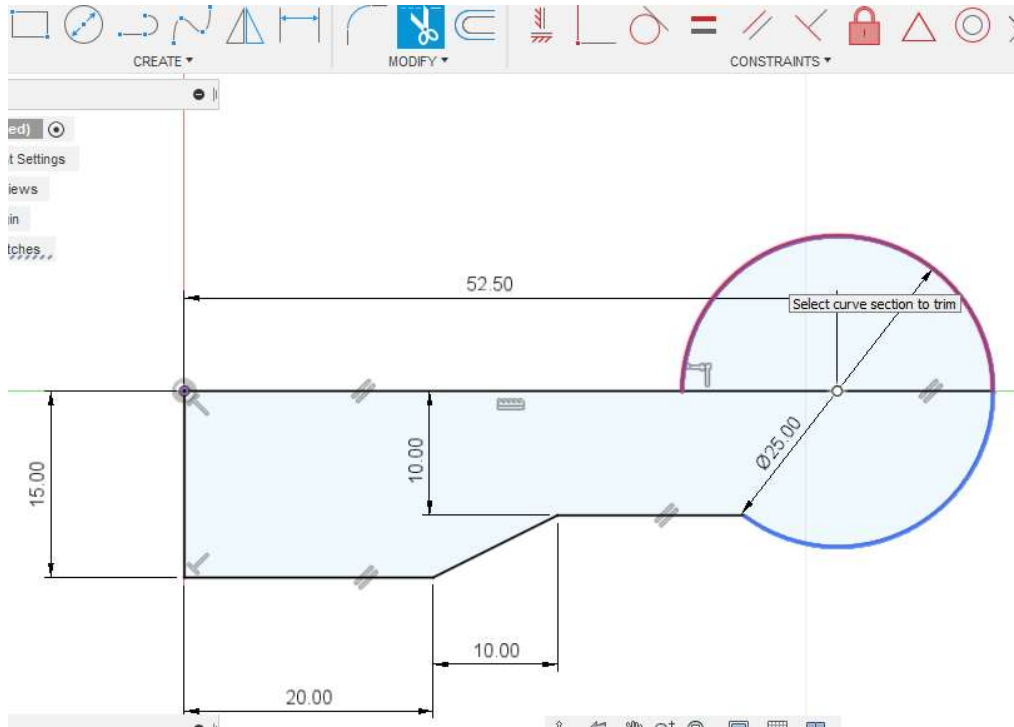 CREATE ▾ MODIFY ▾ CONSTRAINTS ▾
ed)
t Settings
iews
in
tches
52.50
Select curve section to trim
15.00
10.00
Ø25.00
10.00
20.00